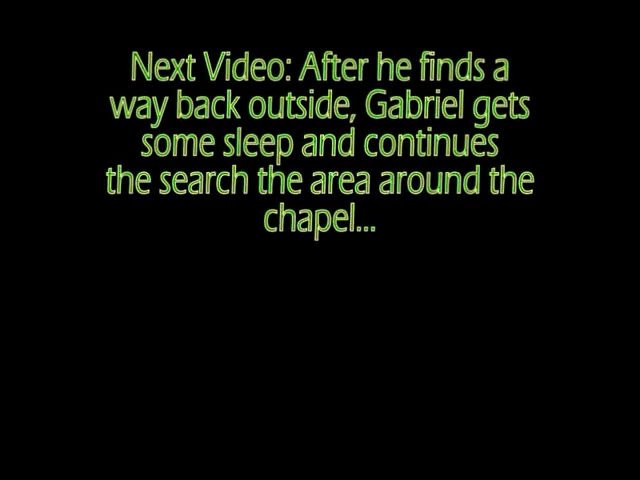 Next Video: After he finds a
way back outside, Gabriel gets
some sleep and continues
the search the area around the
chapel...